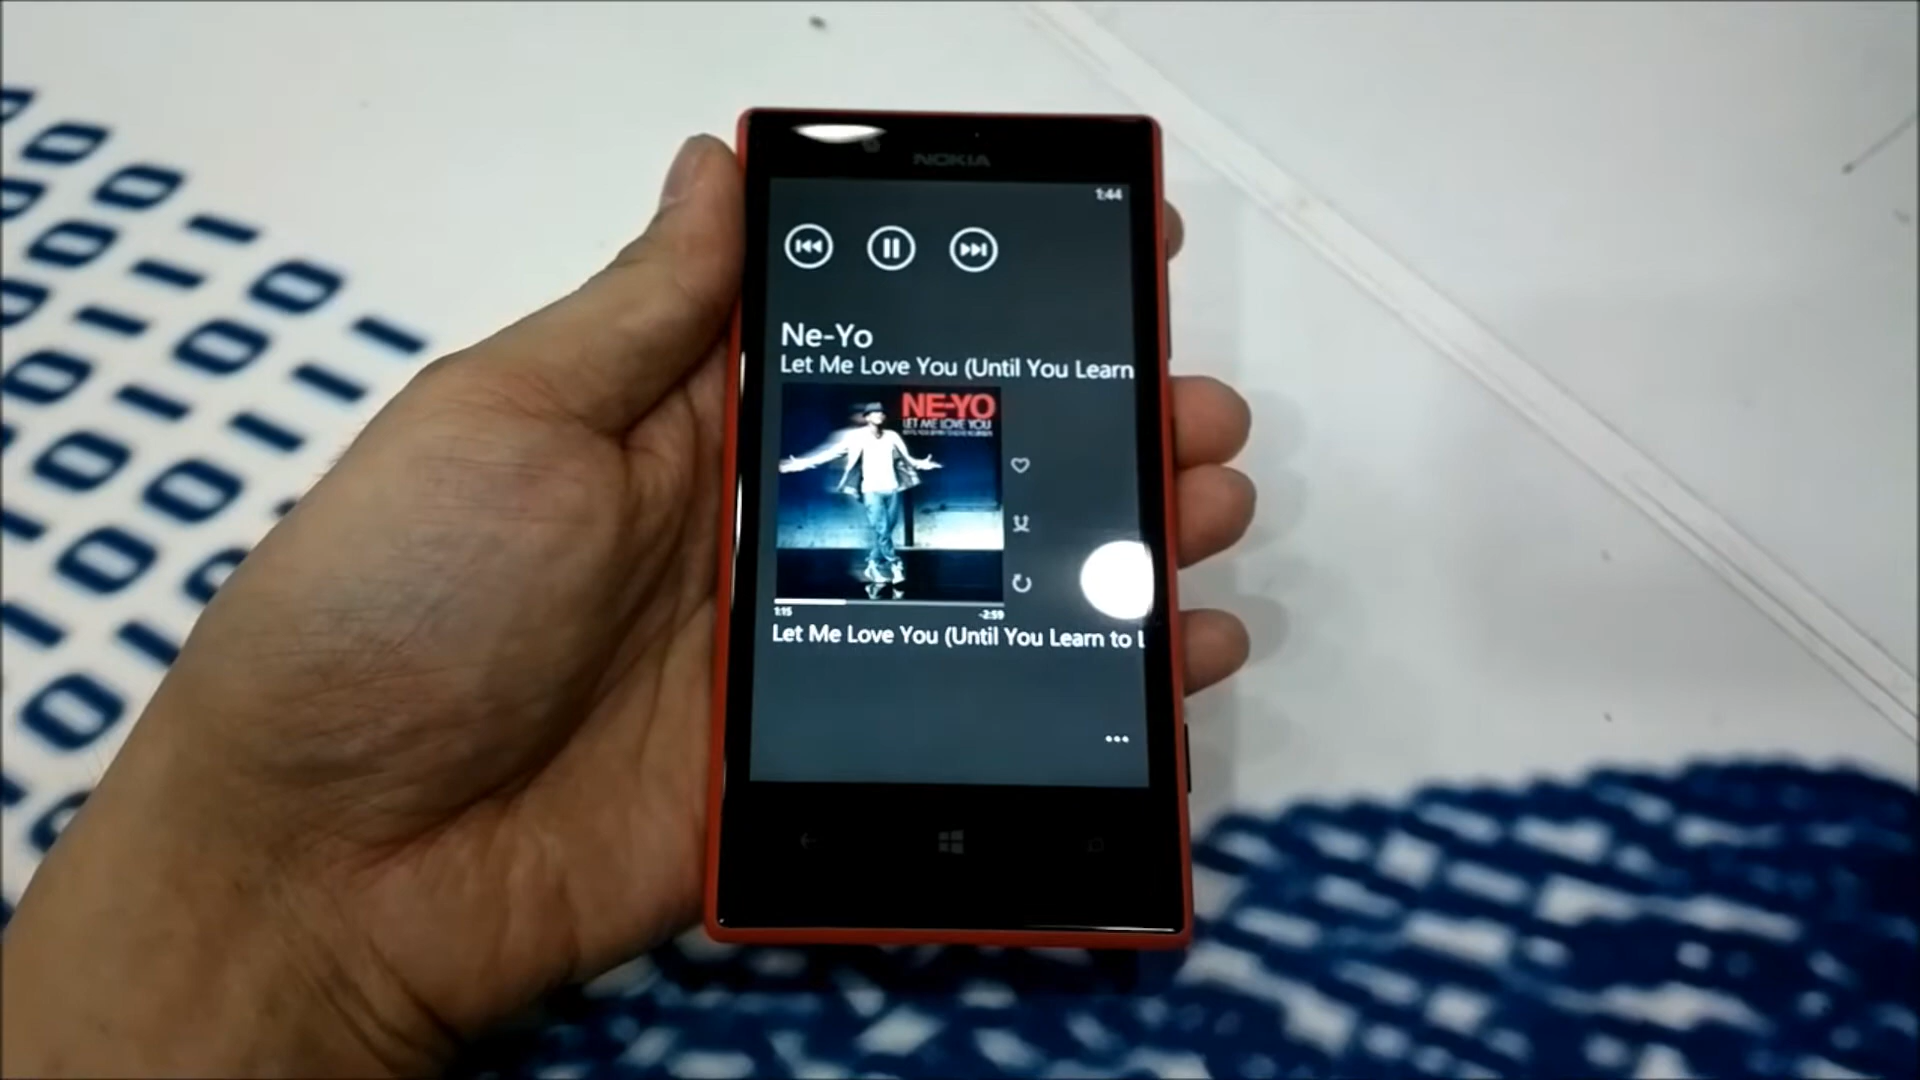 NOKIA
1:44
Ne-Yo
Let Me Love You (Until You Learn
NE-YO
LET ME LOVE YOU
1:15
-2:59
Let Me Love You (Until You Learn to L